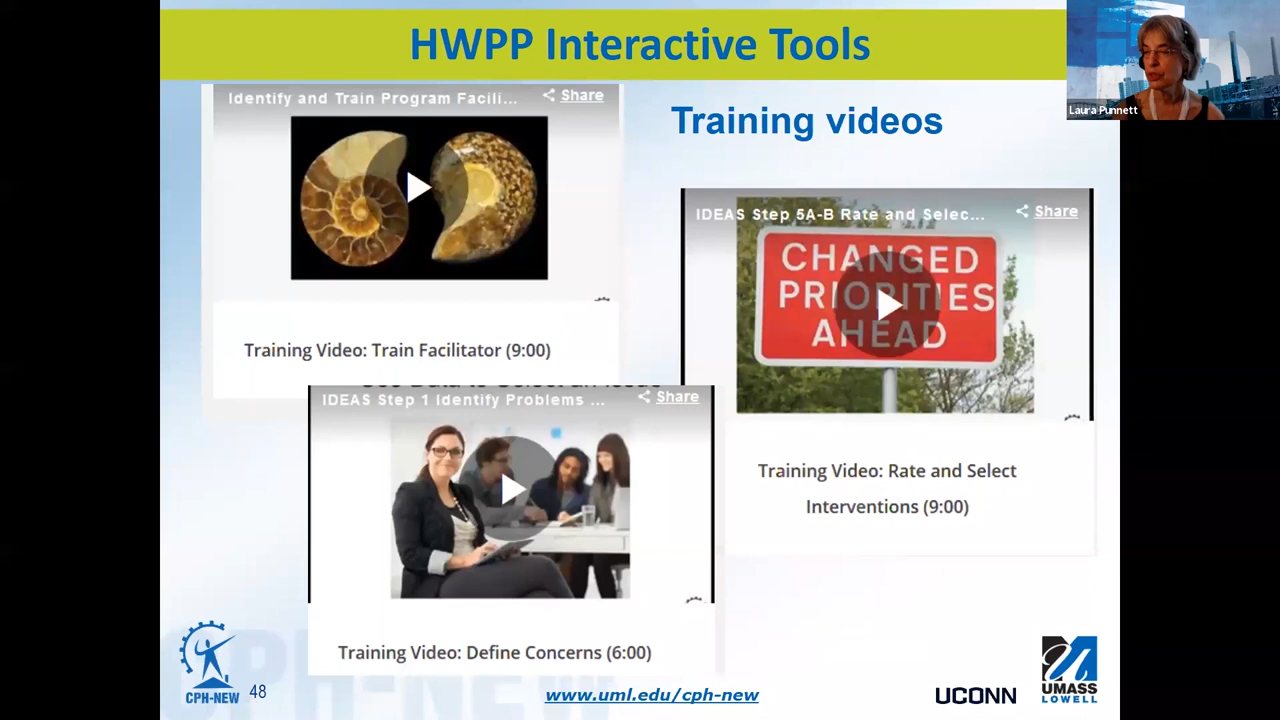 HWPP Interactive Tools
Laura Punnett
Training videos
Identify and Train Program Facili...
Share
Training Video: Train Facilitator (9:00)
IDEAS Step 5A-B Rate and Selec...
Share
CHANGED
PRIORITIES
AHEAD
Training Video: Rate and Select
Interventions (9:00)
IDEAS Step 1 Identify Problems ...
Share
Training Video: Define Concerns (6:00)
CPH-NEW
48
www.uml.edu/cph-new
UCONN
UMASS
LOWELL
CPH-NEW